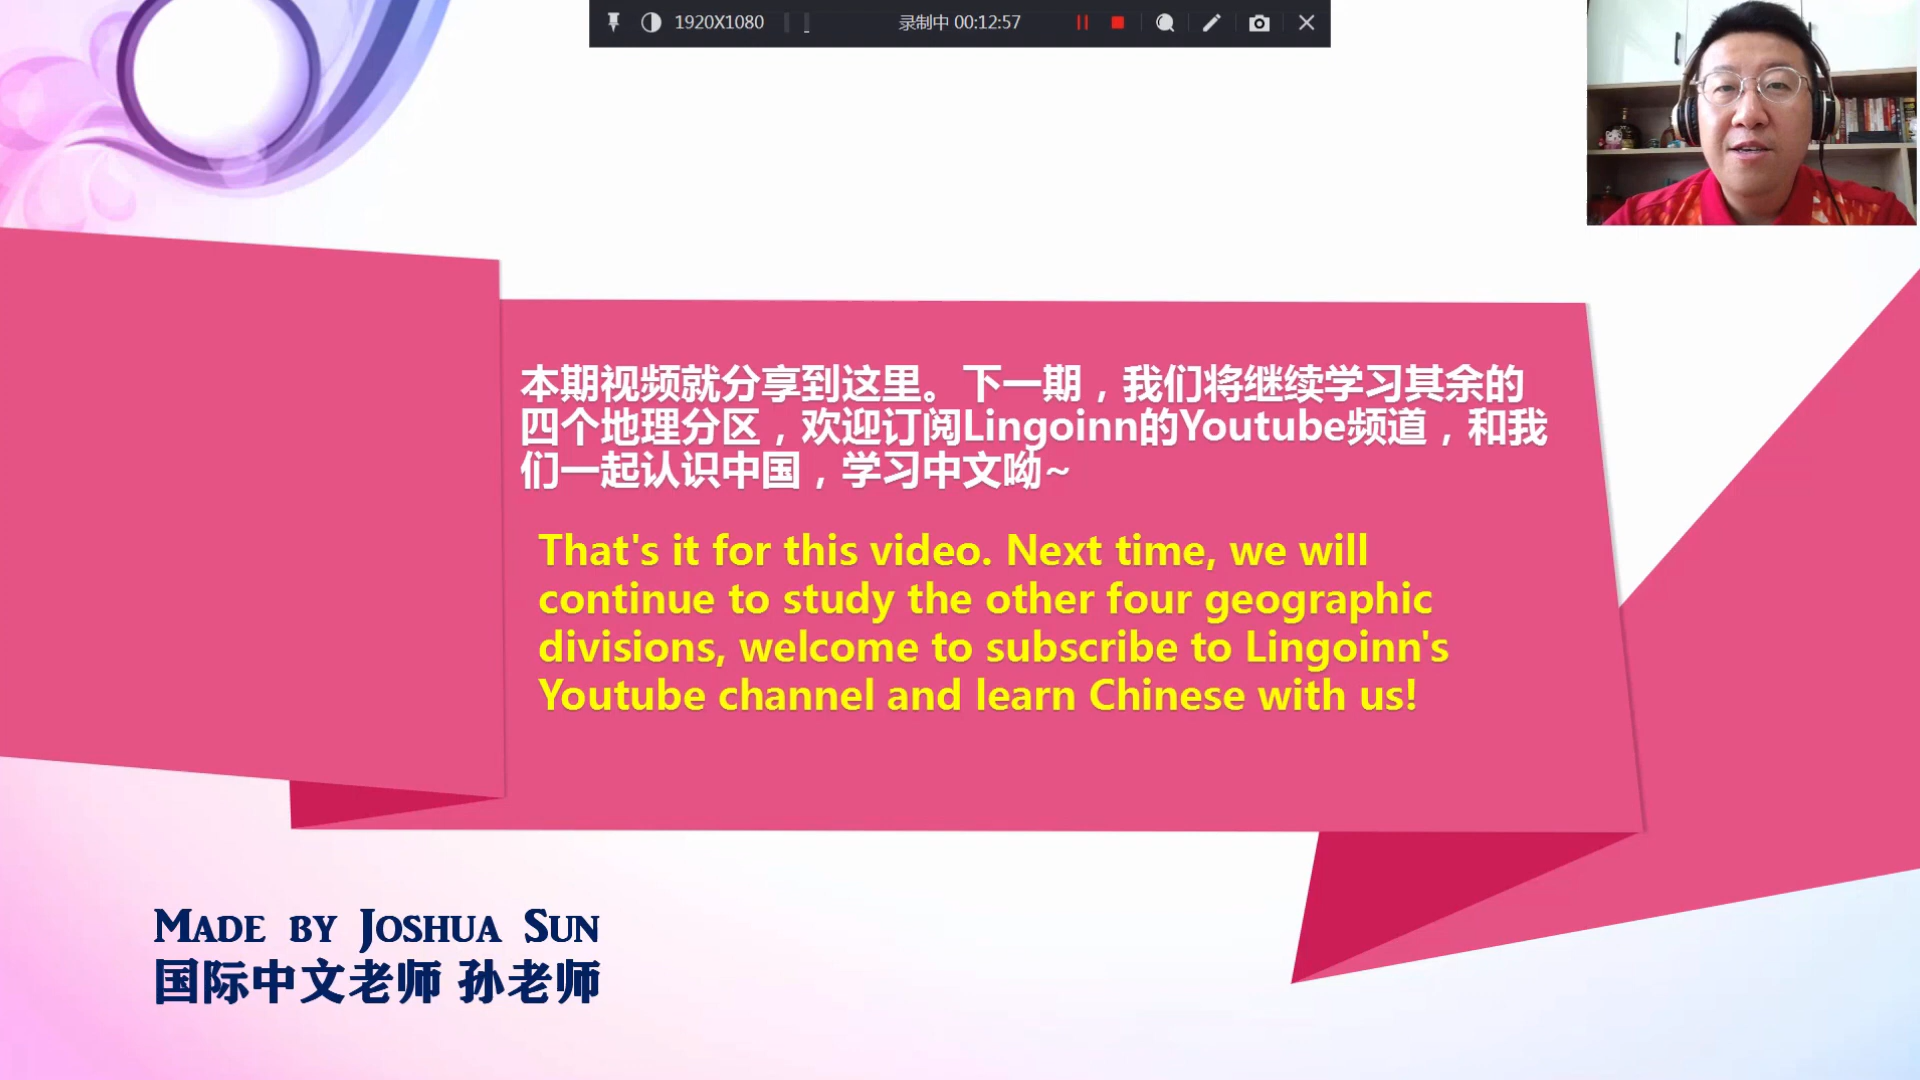 1920X1080 录制中 00:12:57
本期视频就分享到这里。下一期，我们将继续学习其余的
四个地理分区，欢迎订阅Lingoinn的Youtube频道，和我
们一起认识中国，学习中文呦~
That's it for this video. Next time, we will
continue to study the other four geographic
divisions, welcome to subscribe to Lingoinn's
Youtube channel and learn Chinese with us!
Made by Joshua Sun
国际中文老师 孙老师